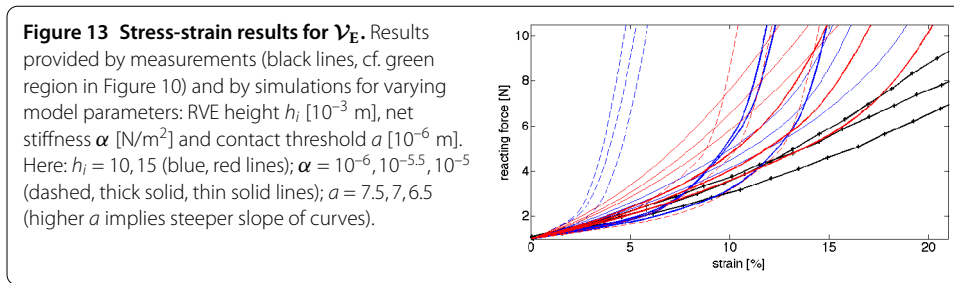 Figure 13 Stress-strain results for 𝒱E. Results
provided by measurements (black lines, cf. green
region in Figure 10) and by simulations for varying
model parameters: RVE height hi [10–3 m], net
stiffness α [N/m2] and contact threshold a [10–6 m].
Here: hi = 10, 15 (blue, red lines); α = 10–6, 10–5.5, 10–5
(dashed, thick solid, thin solid lines); a = 7.5, 7, 6.5
(higher a implies steeper slope of curves).
reacting force [N]
10
8
6
4
2
0
5
10
15
20
strain [%]